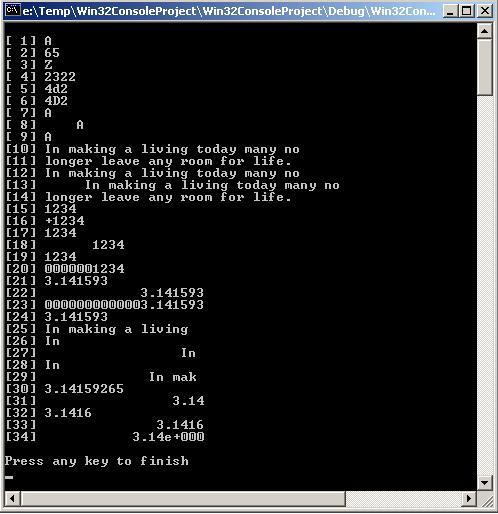 e:\Temp\Win32ConsoleProject\Win32ConsoleProject\Debug\Win32Con...
[ 1] A
[ 2] 65
[ 3] Z
[ 4] 2322
[ 5] 4d2
[ 6] 4D2
[ 7] A
[ 8]     A
[ 9] A
[10] In making a living today many no
[11] longer leave any room for life.
[12] In making a living today many no
[13]      In making a living today many no
[14] longer leave any room for life.
[15] 1234
[16] +1234
[17] 1234
[18]       1234
[19] 1234
[20] 0000001234
[21] 3.141593
[22]             3.141593
[23] 0000000000003.141593
[24] 3.141593
[25] In making a living
[26] In
[27]                  In
[28] In
[29]              In mak
[30] 3.14159265
[31]                 3.14
[32] 3.1416
[33]               3.1416
[34]            3.14e+000
Press any key to finish